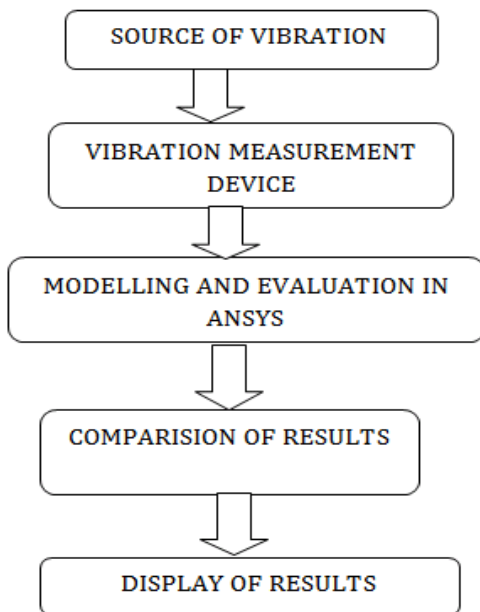 SOURCE OF VIBRATION
VIBRATION MEASUREMENT
DEVICE
MODELLING AND EVALUATION IN
ANSYS
COMPARISION OF RESULTS
DISPLAY OF RESULTS